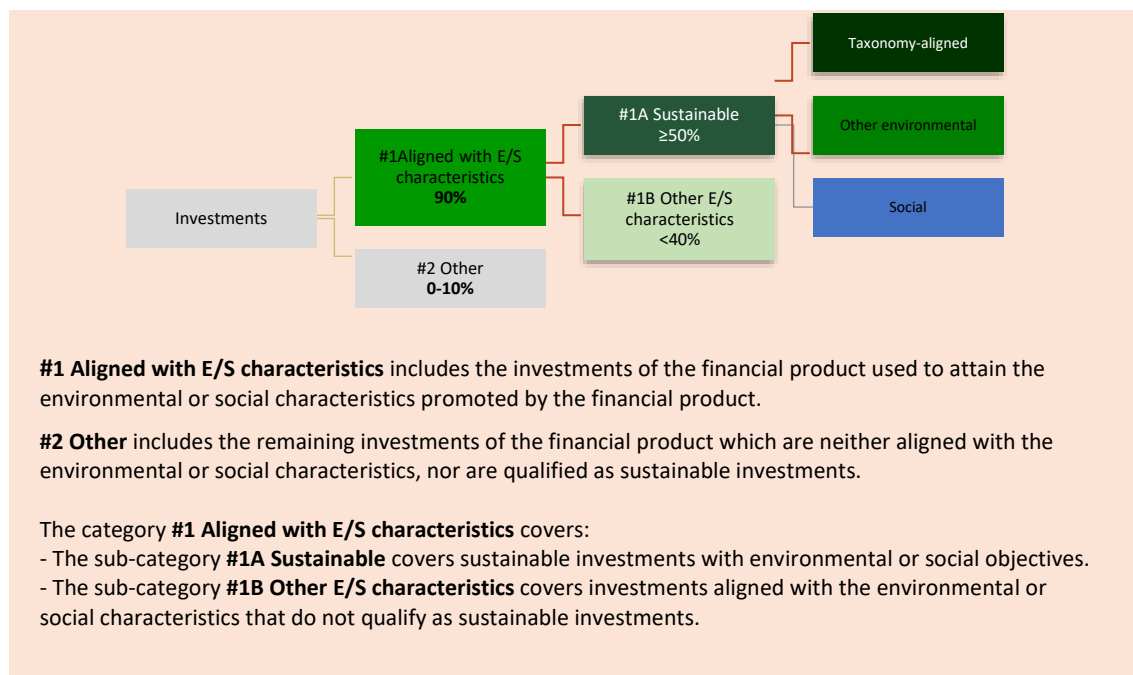 Taxonomy-aligned
#1A Sustainable
≥50%
Other environmental
#1Aligned with E/S
characteristics
90%
#1B Other E/S
characteristics
<40%
Social
Investments
#2 Other
0-10%
#1 Aligned with E/S characteristics includes the investments of the financial product used to attain the
environmental or social characteristics promoted by the financial product.
#2 Other includes the remaining investments of the financial product which are neither aligned with the
environmental or social characteristics, nor are qualified as sustainable investments.
The category #1 Aligned with E/S characteristics covers:
- The sub-category #1A Sustainable covers sustainable investments with environmental or social objectives.
- The sub-category #1B Other E/S characteristics covers investments aligned with the environmental or
social characteristics that do not qualify as sustainable investments.